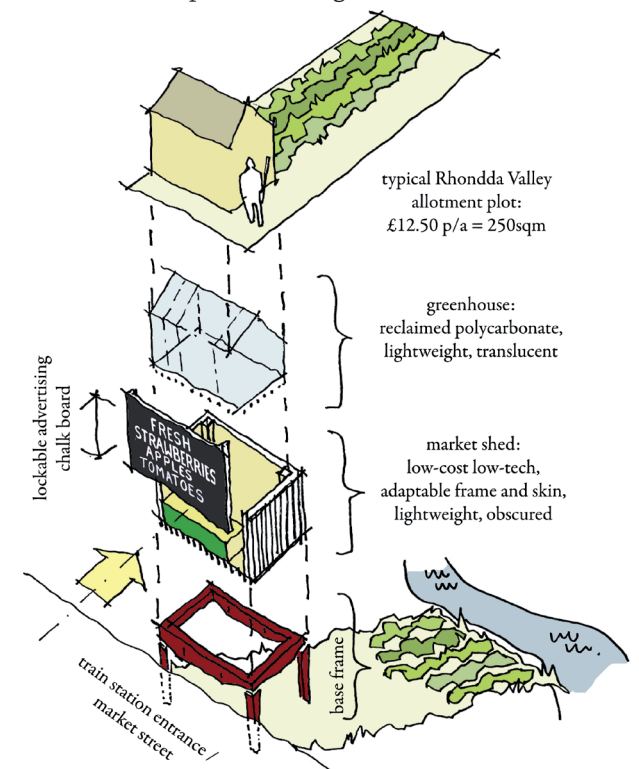 typical Rhondda Valley
allotment plot:
£12.50 p/a = 250sqm
greenhouse:
reclaimed polycarbonate,
lightweight, translucent
lockable advertising
chalk board
FRESH
STRAWBERRIES
APPLES
TOMATOES
market shed:
low-cost low-tech,
adaptable frame and skin,
lightweight, obscured
base frame
train station entrance /
market street